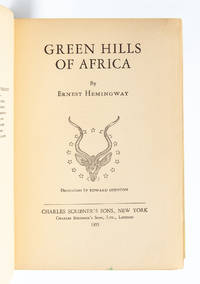 GREEN HILLS
OF AFRICA
By
ERNEST HEMINGWAY
DECORATIONS BY EDWARD SHENTON
CHARLES SCRIBNER'S SONS, NEW YORK
CHARLES SCRIBNER'S SONS, LTD., LONDON
1935